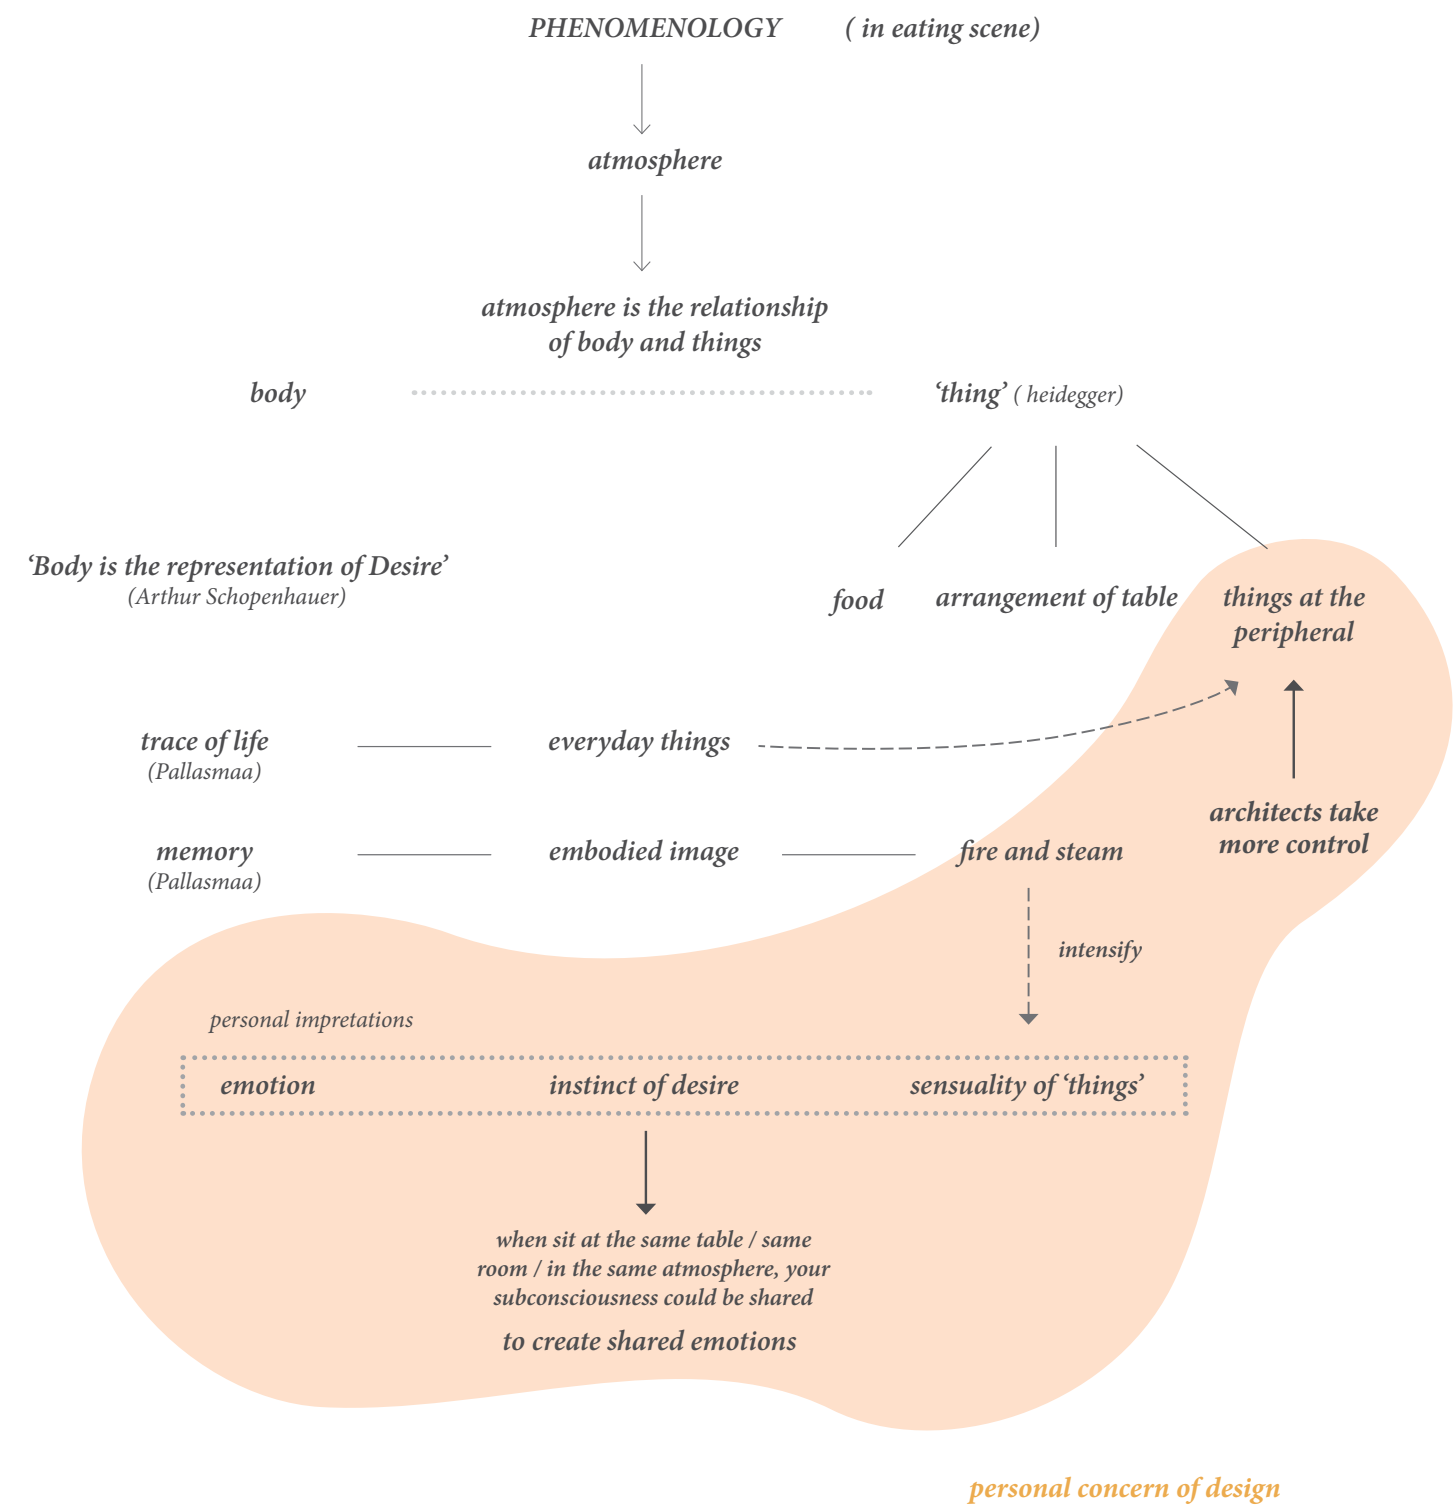 PHENOMENOLOGY ( in eating scene)
atmosphere
atmosphere is the relationship
of body and things
body
‘thing’ ( heidegger)
‘Body is the representation of Desire’
(Arthur Schopenhauer)
food
arrangement of table
things at the
peripheral
trace of life
(Pallasmaa)
everyday things
architects take
more control
memory
(Pallasmaa)
embodied image
fire and steam
intensify
personal impretations
emotion
instinct of desire
sensuality of ‘things’
when sit at the same table / same
room / in the same atmosphere, your
subconsciousness could be shared
to create shared emotions
personal concern of design